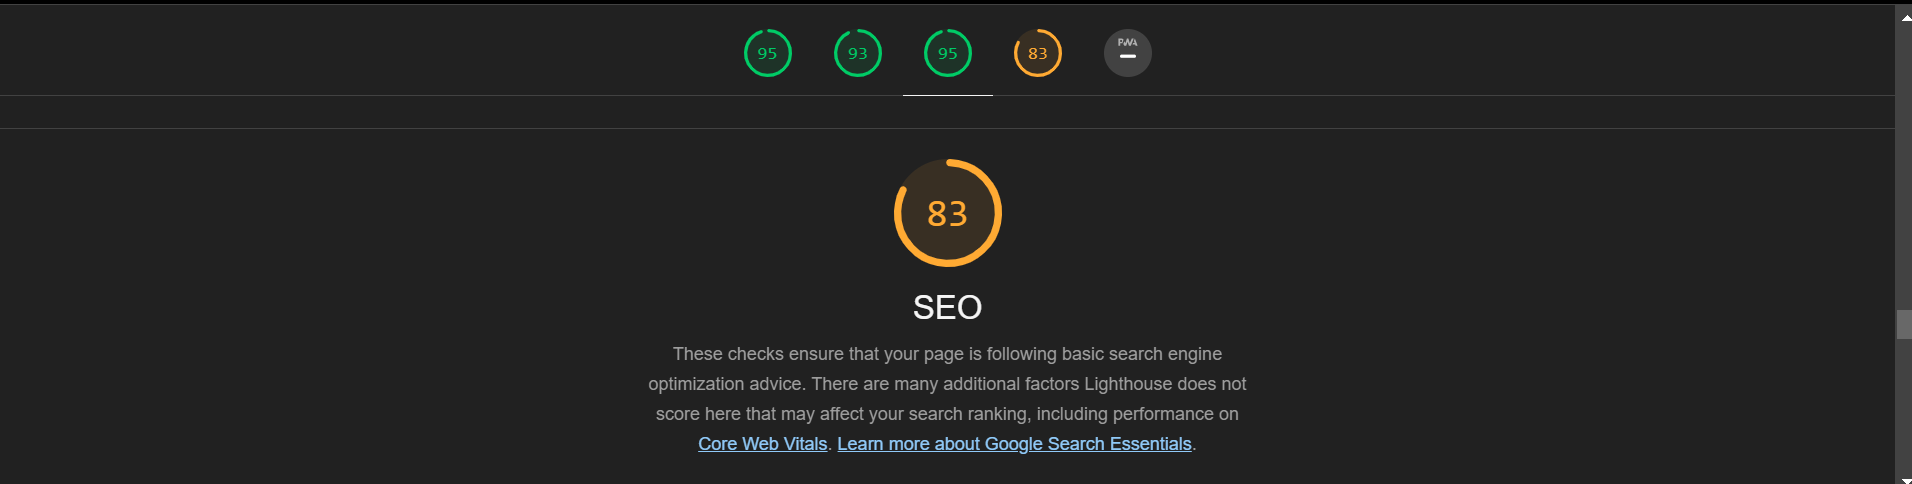 95 93 95 83 PWA
83
SEO
These checks ensure that your page is following basic search engine
optimization advice. There are many additional factors Lighthouse does not
score here that may affect your search ranking, including performance on
Core Web Vitals. Learn more about Google Search Essentials.